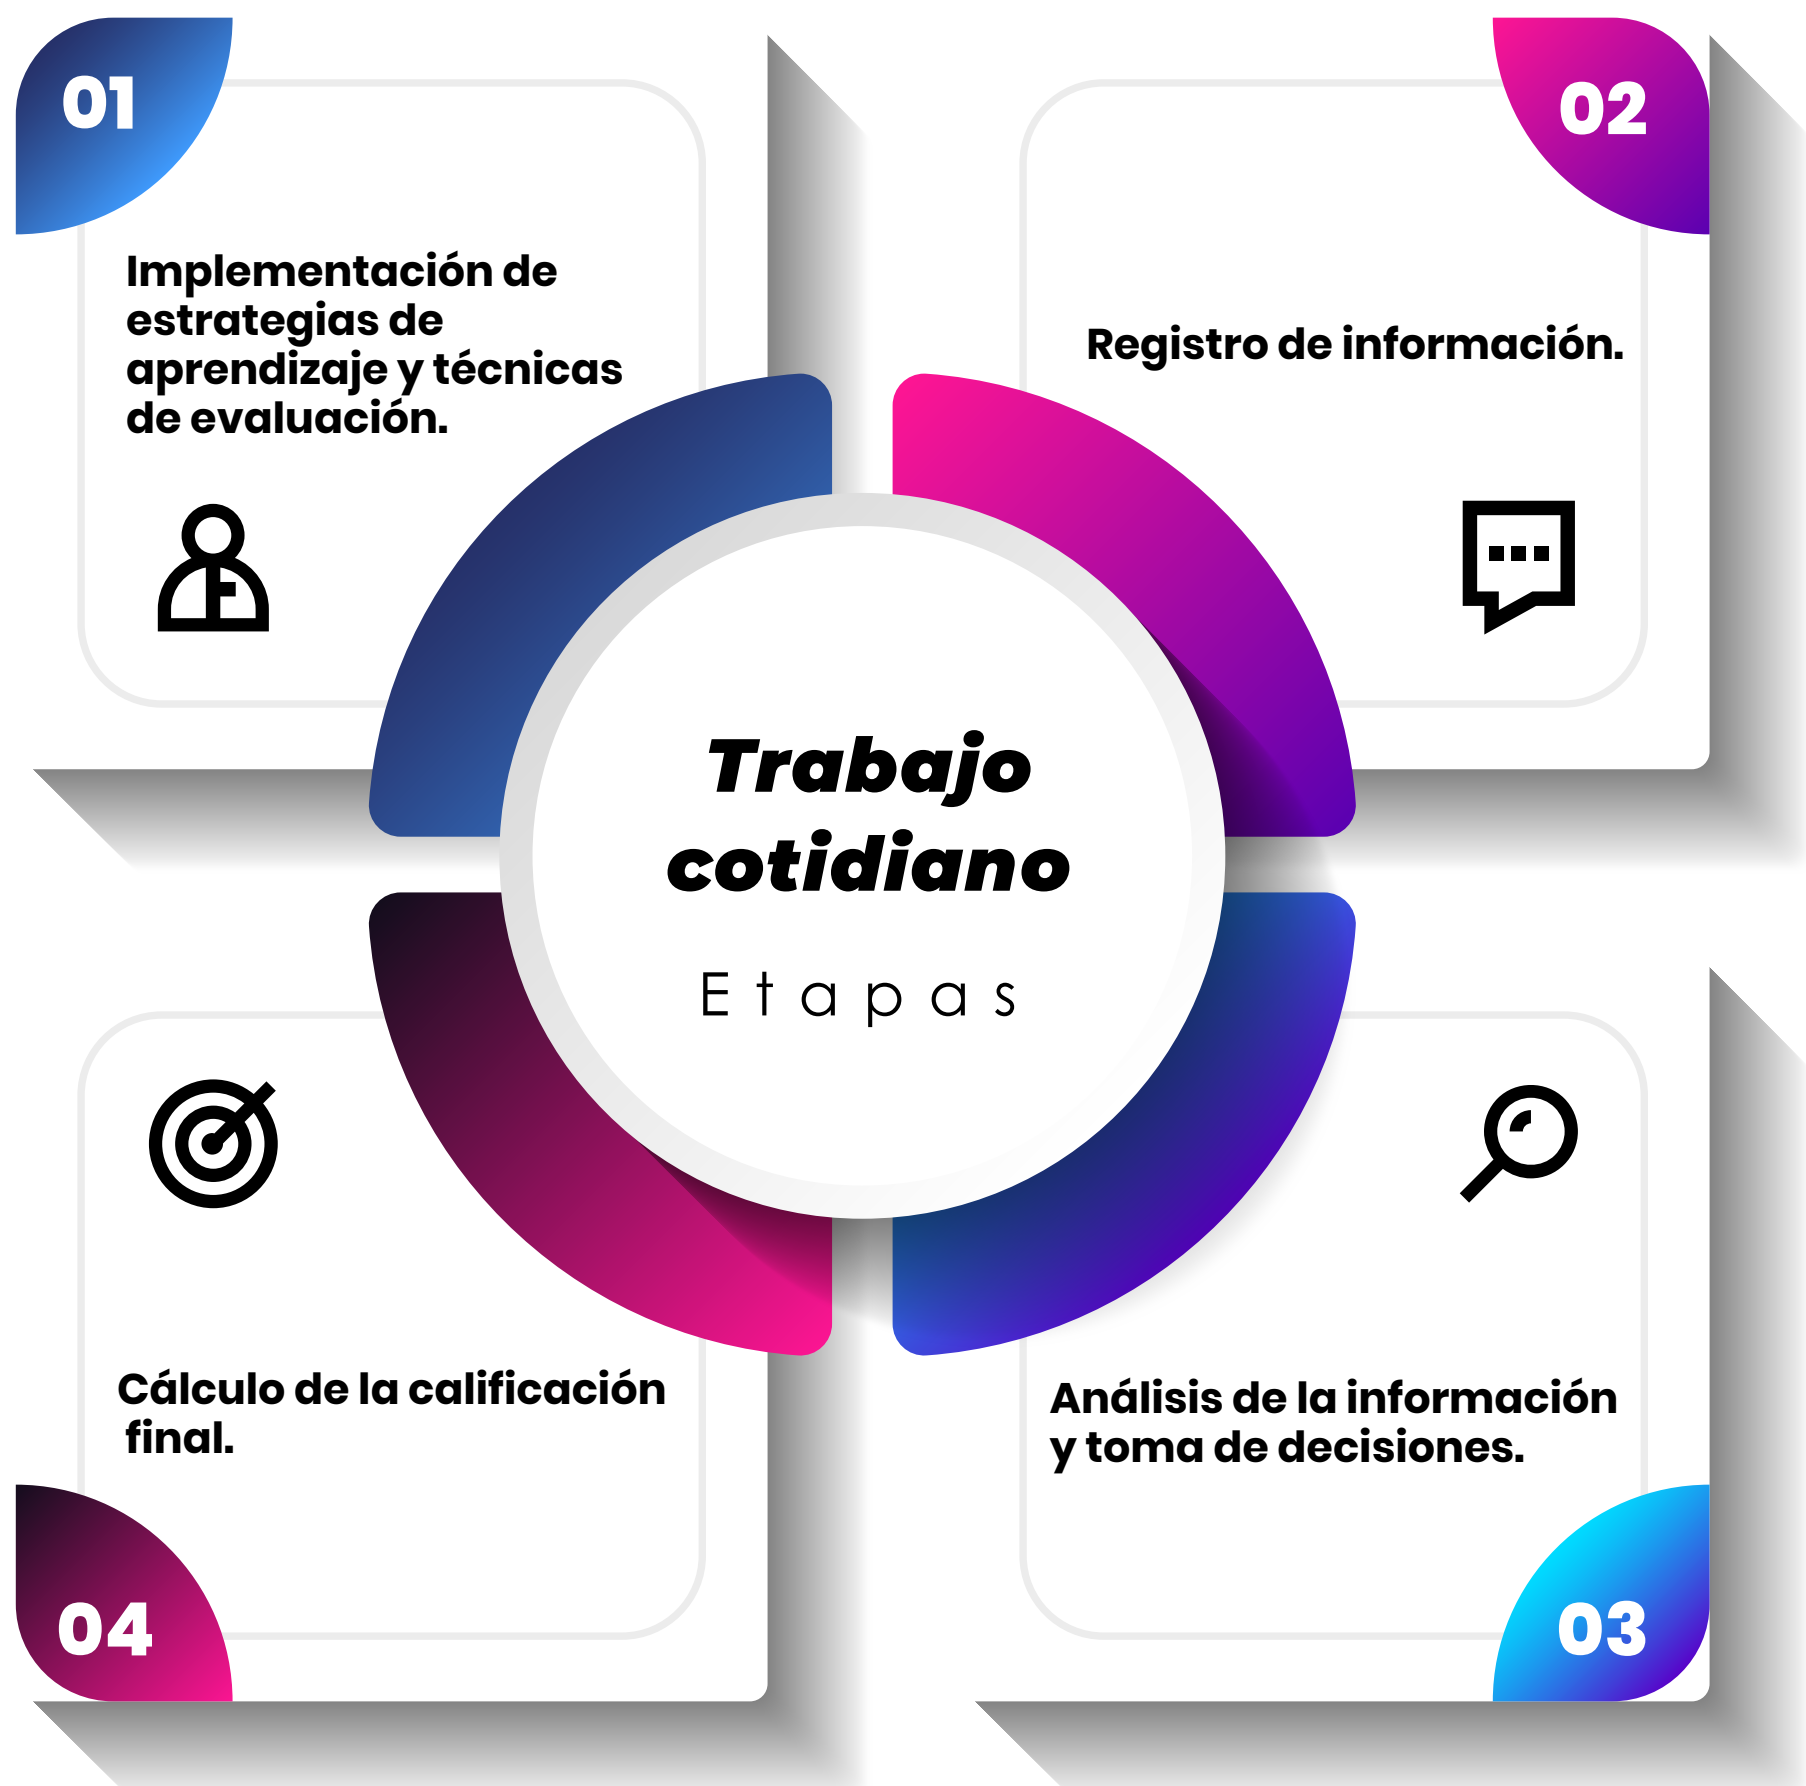 01
Implementación de
estrategias de
aprendizaje y técnicas
de evaluación.
02
Registro de información.
Trabajo
cotidiano
Etapas
03
Análisis de la información
y toma de decisiones.
04
Cálculo de la calificación
final.